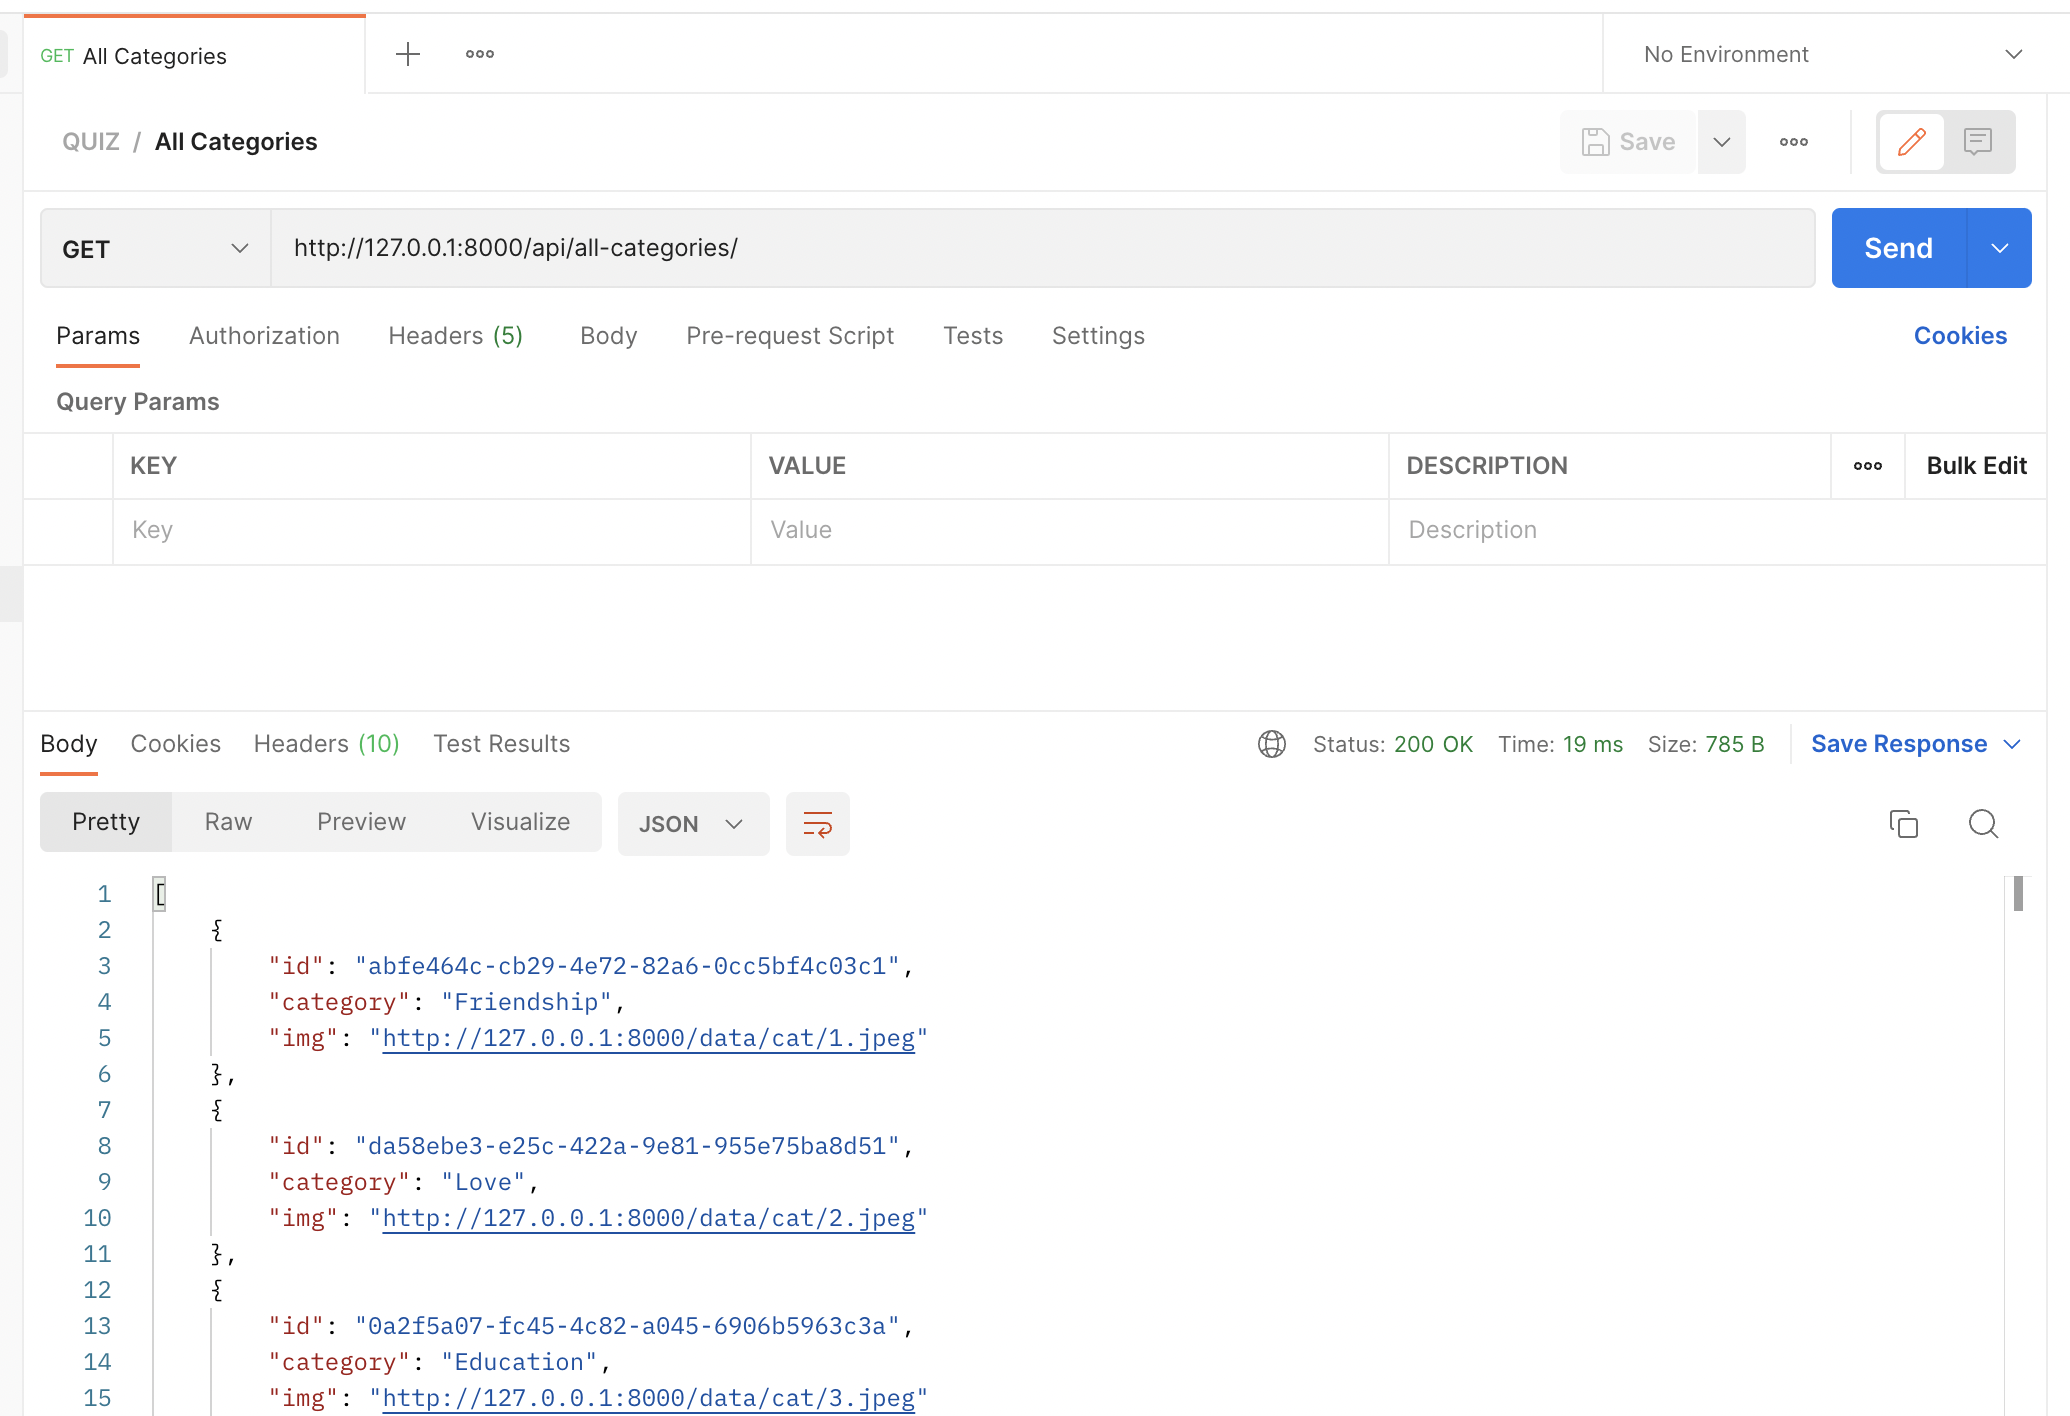 GET All Categories
No Environment
QUIZ / All Categories
Save
GET
http://127.0.0.1:8000/api/all-categories/
Send
Params Authorization Headers (5) Body Pre-request Script Tests Settings Cookies
Query Params
KEY VALUE DESCRIPTION Bulk Edit
Key Value Description
Body Cookies Headers (10) Test Results Status: 200 OK Time: 19 ms Size: 785 B Save Response
Pretty Raw Preview Visualize JSON
1 [
2 {
3 "id": "abfe464c-cb29-4e72-82a6-0cc5bf4c03c1",
4 "category": "Friendship",
5 "img": "http://127.0.0.1:8000/data/cat/1.jpeg"
6 },
7 {
8 "id": "da58ebe3-e25c-422a-9e81-955e75ba8d51",
9 "category": "Love",
10 "img": "http://127.0.0.1:8000/data/cat/2.jpeg"
11 },
12 {
13 "id": "0a2f5a07-fc45-4c82-a045-6906b5963c3a",
14 "category": "Education",
15 "img": "http://127.0.0.1:8000/data/cat/3.jpeg"